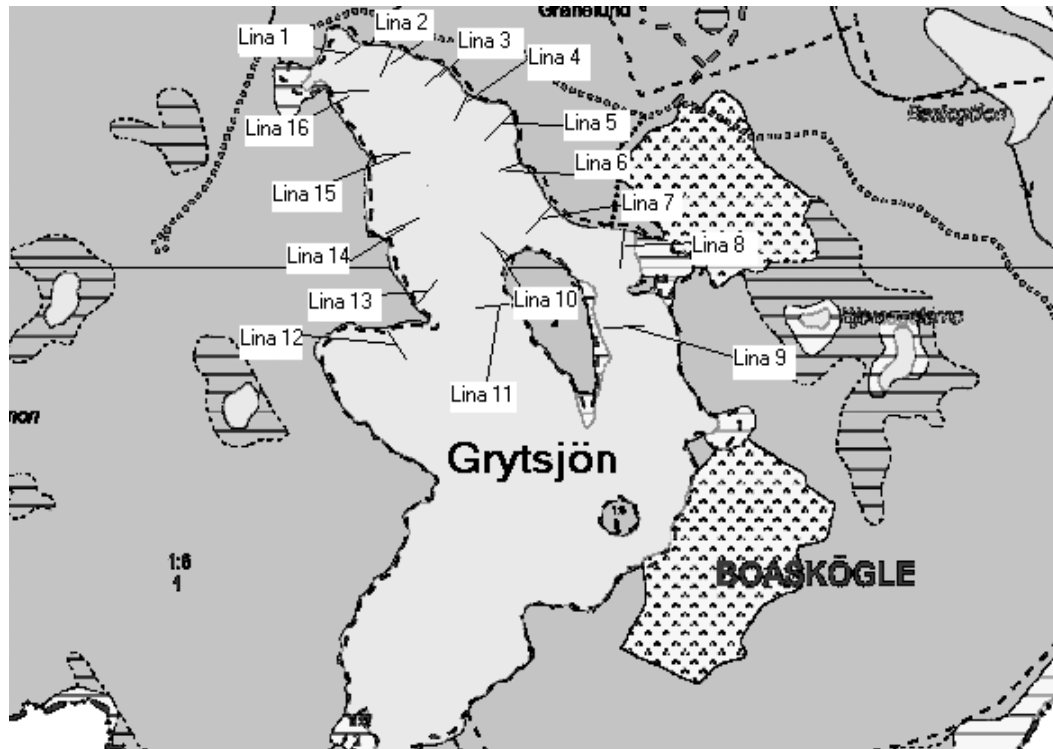 Granelund
Lina 1
Lina 2
Lina 3
Lina 4
Lina 5
Lina 6
Lina 7
Lina 8
Lina 9
Lina 10
Lina 11
Lina 12
Lina 13
Lina 14
Lina 15
Lina 16
Grytsjön
BOASKÖGLE
1:6
1